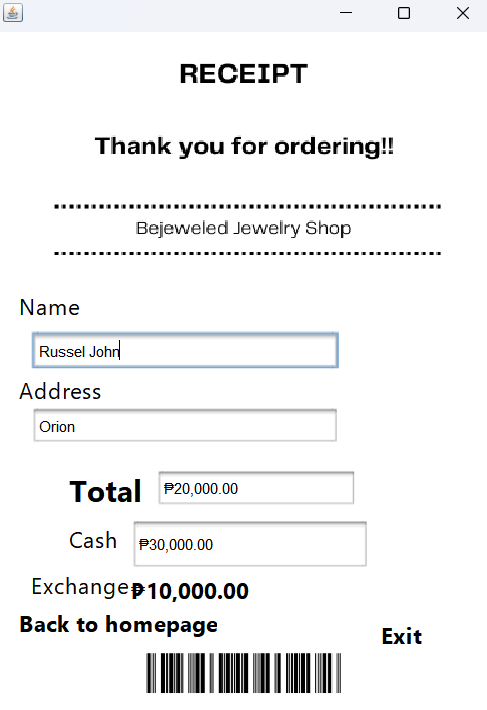 RECEIPT
Thank you for ordering!!
Bejeweled Jewelry Shop
Name
Russel John
Address
Orion
Total ₱20,000.00
Cash ₱30,000.00
Exchange ₱10,000.00
Back to homepage
Exit